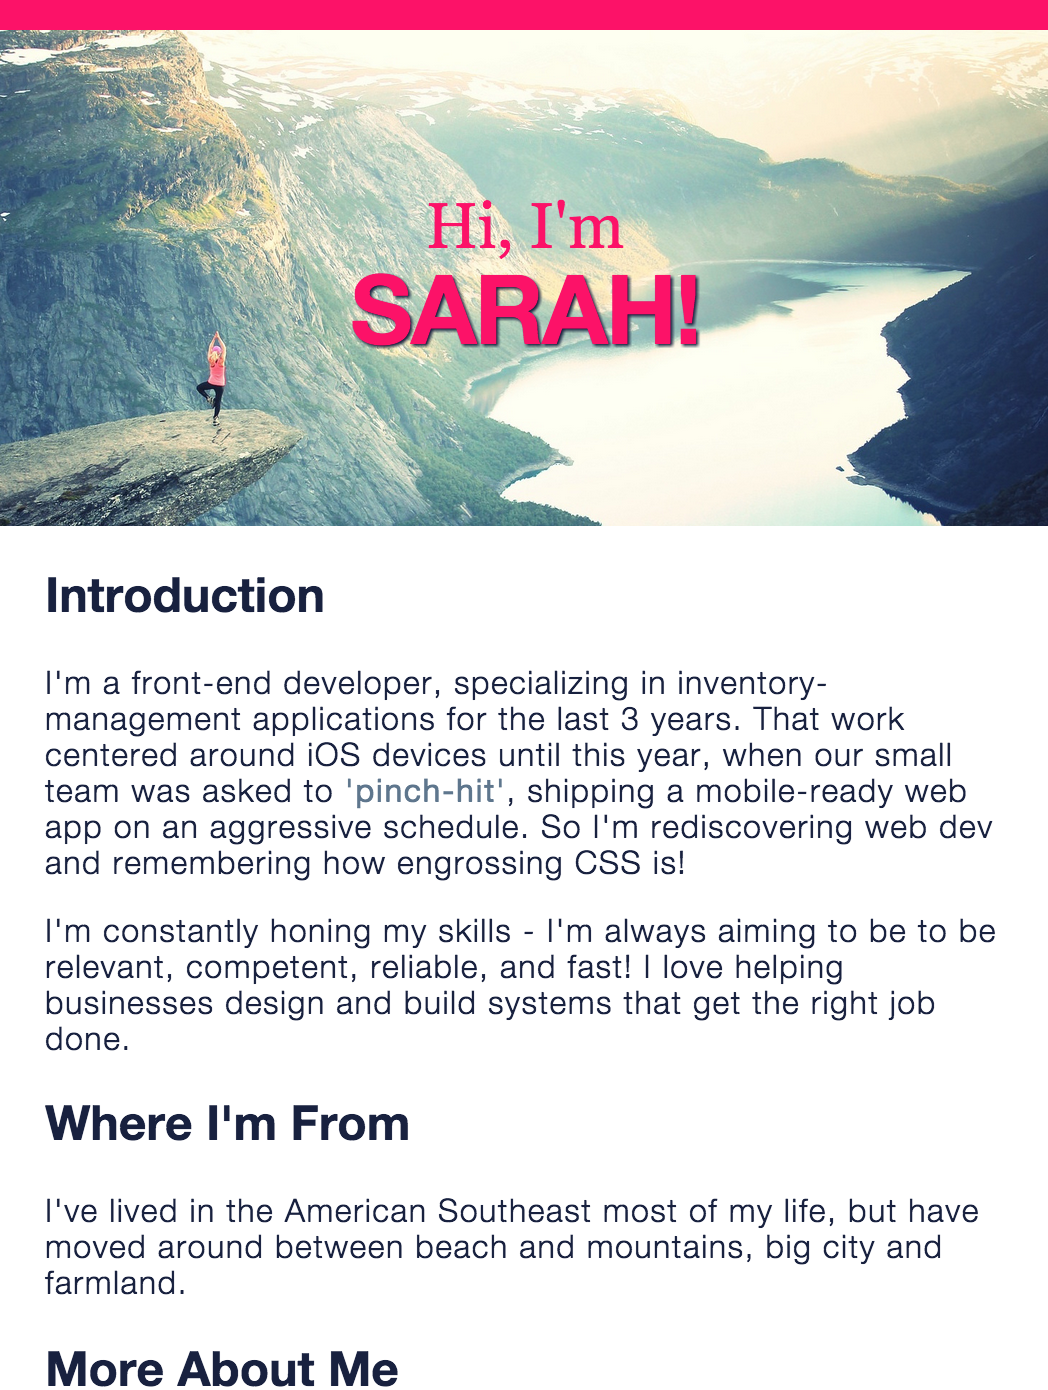 Hi, I'm
SARAH!
Introduction
I'm a front-end developer, specializing in inventory-
management applications for the last 3 years. That work
centered around iOS devices until this year, when our small
team was asked to 'pinch-hit', shipping a mobile-ready web
app on an aggressive schedule. So I'm rediscovering web dev
and remembering how engrossing CSS is!
I'm constantly honing my skills - I'm always aiming to be to be
relevant, competent, reliable, and fast! I love helping
businesses design and build systems that get the right job
done.
Where I'm From
I've lived in the American Southeast most of my life, but have
moved around between beach and mountains, big city and
farmland.
More About Me